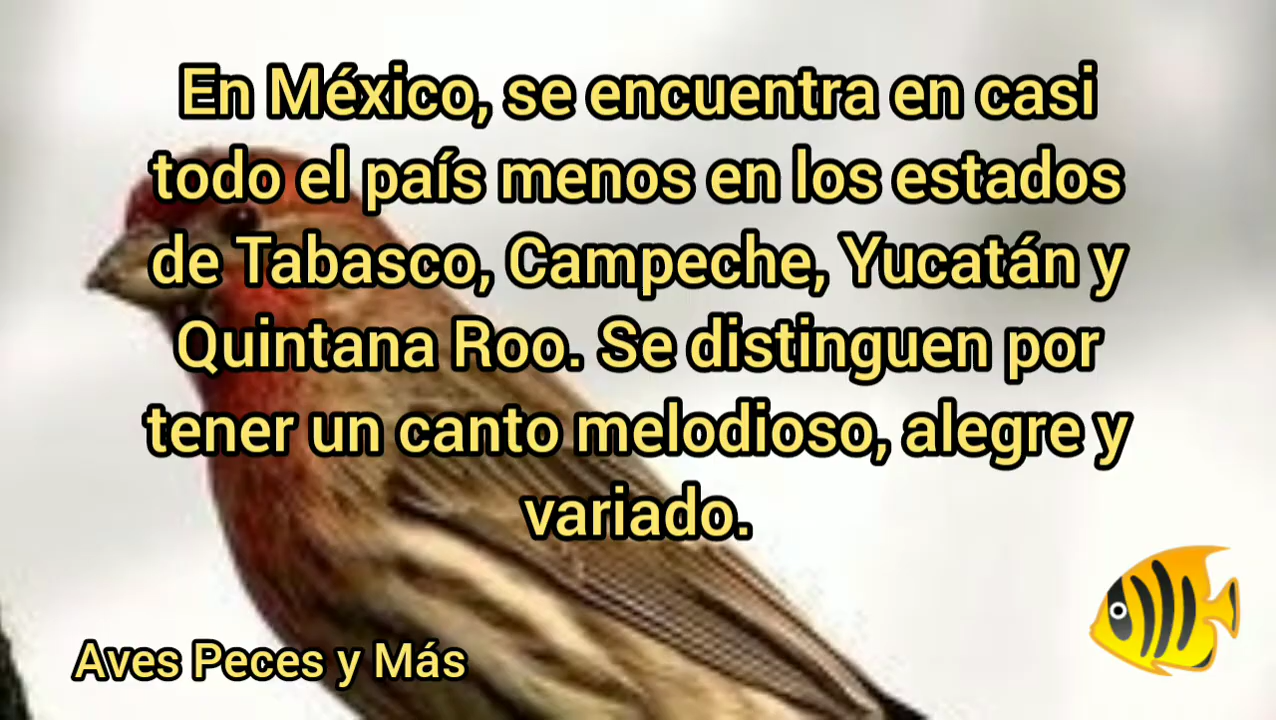 En México, se encuentra en casi
todo el país menos en los estados
de Tabasco, Campeche, Yucatán y
Quintana Roo. Se distinguen por
tener un canto melodioso, alegre y
variado.
Aves Peces y Más